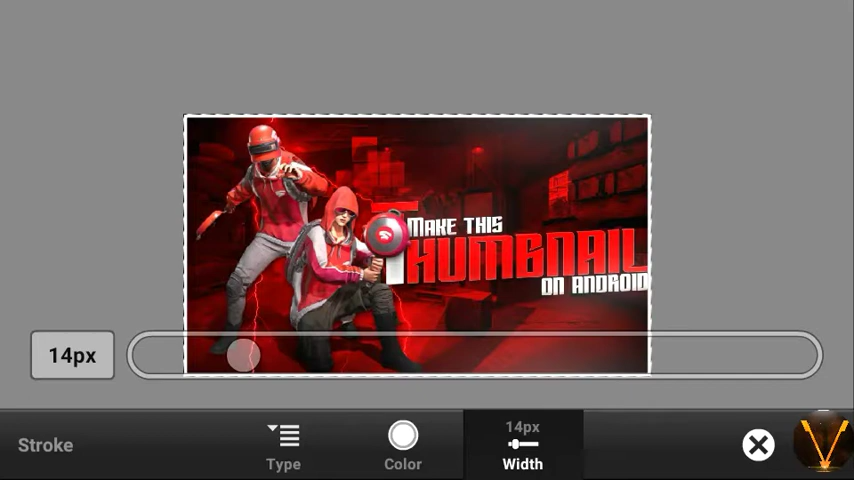 MAKE THIS
THUMBNAIL
ON ANDROID
14px
Stroke
Type
Color
14px
Width